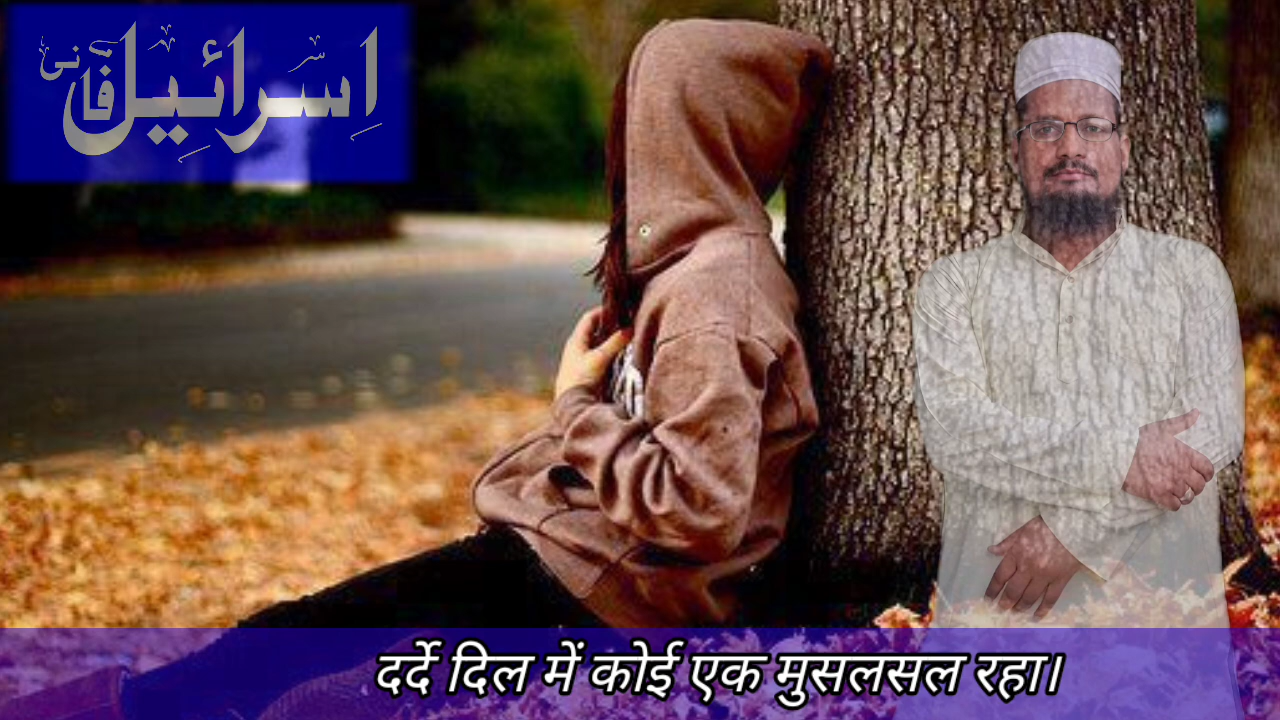 اِسرائیل فانی
दर्दे दिल में कोई एक मुसलसल रहा।